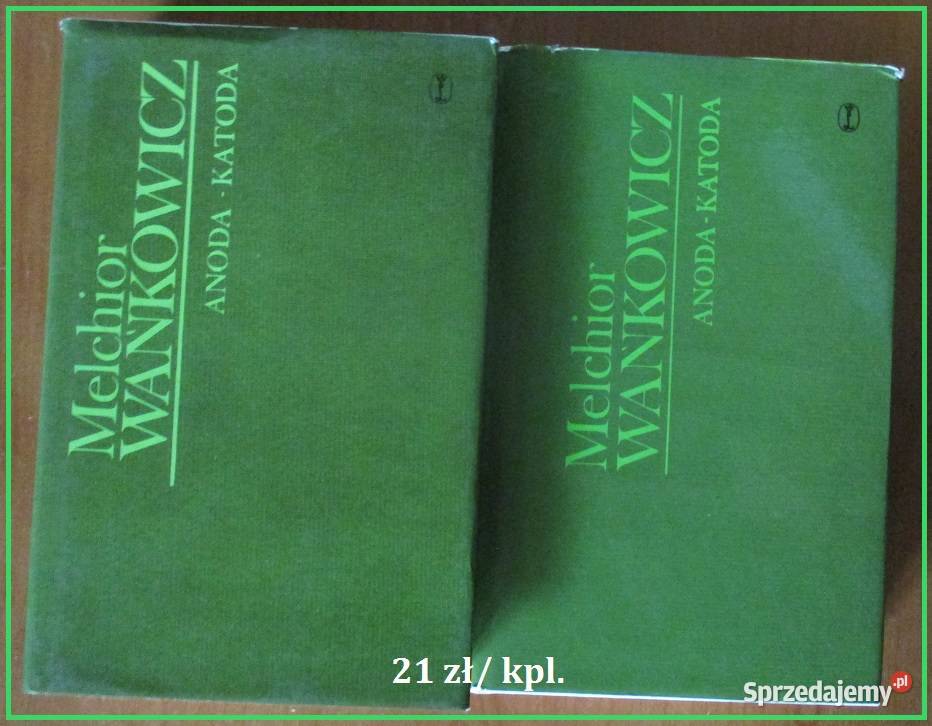 Melchior
WAŃKOWICZ
ANODA - KATODA
Melchior
WAŃKOWICZ
ANODA - KATODA
21 zł/ kpl.
Sprzedajemy.pl